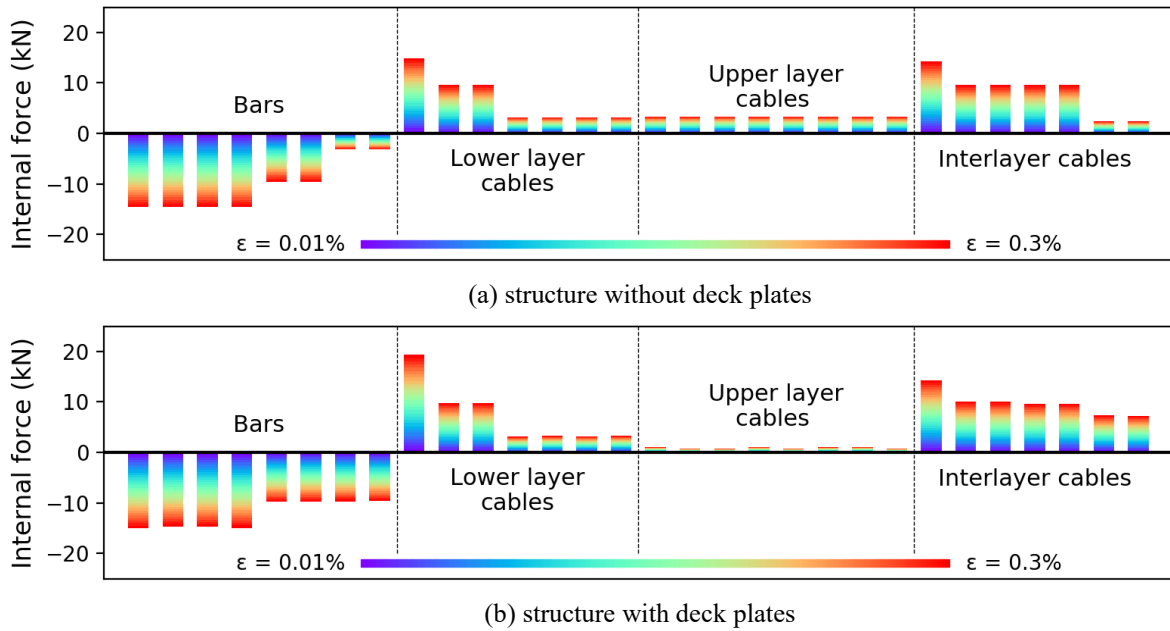 20
10
0
−10
−20
Internal force (kN)
Bars
Lower layer
cables
Upper layer
cables
Interlayer cables
ε = 0.01%
ε = 0.3%
(a) structure without deck plates
20
10
0
−10
−20
Internal force (kN)
Bars
Lower layer
cables
Upper layer
cables
Interlayer cables
ε = 0.01%
ε = 0.3%
(b) structure with deck plates